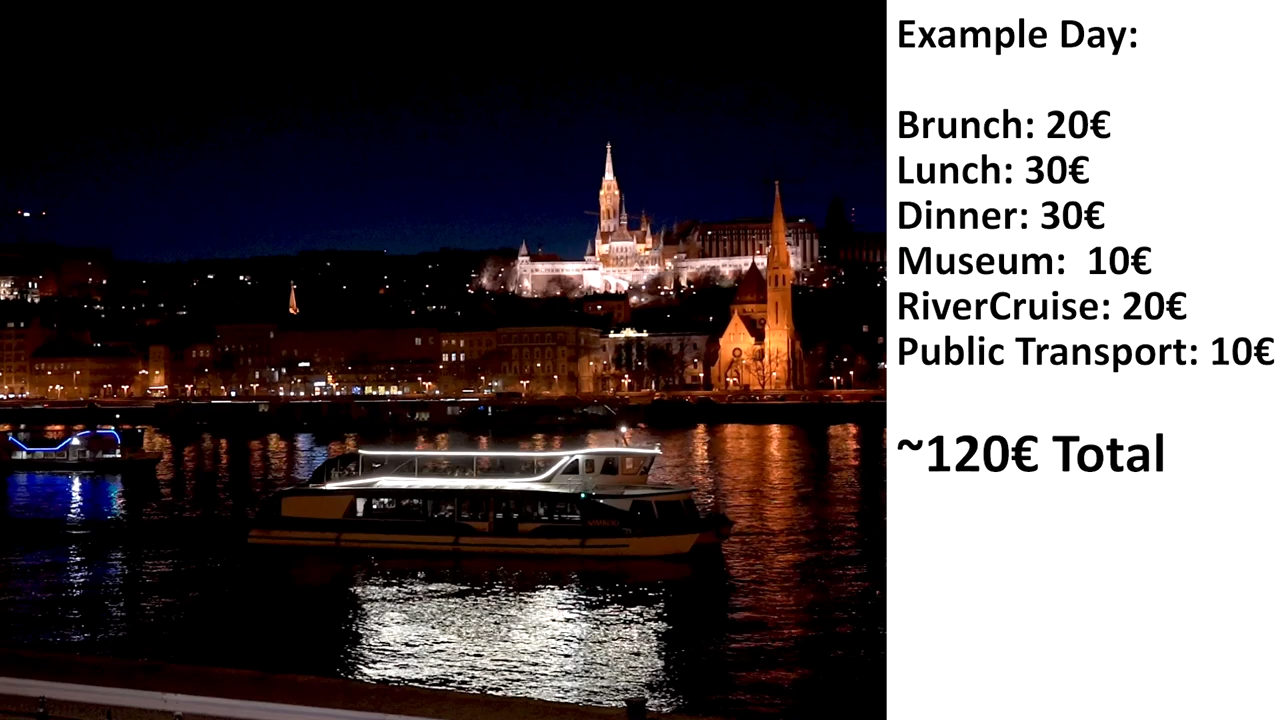 Example Day:
Brunch: 20€
Lunch: 30€
Dinner: 30€
Museum:  10€
RiverCruise: 20€
Public Transport: 10€
~120€ Total